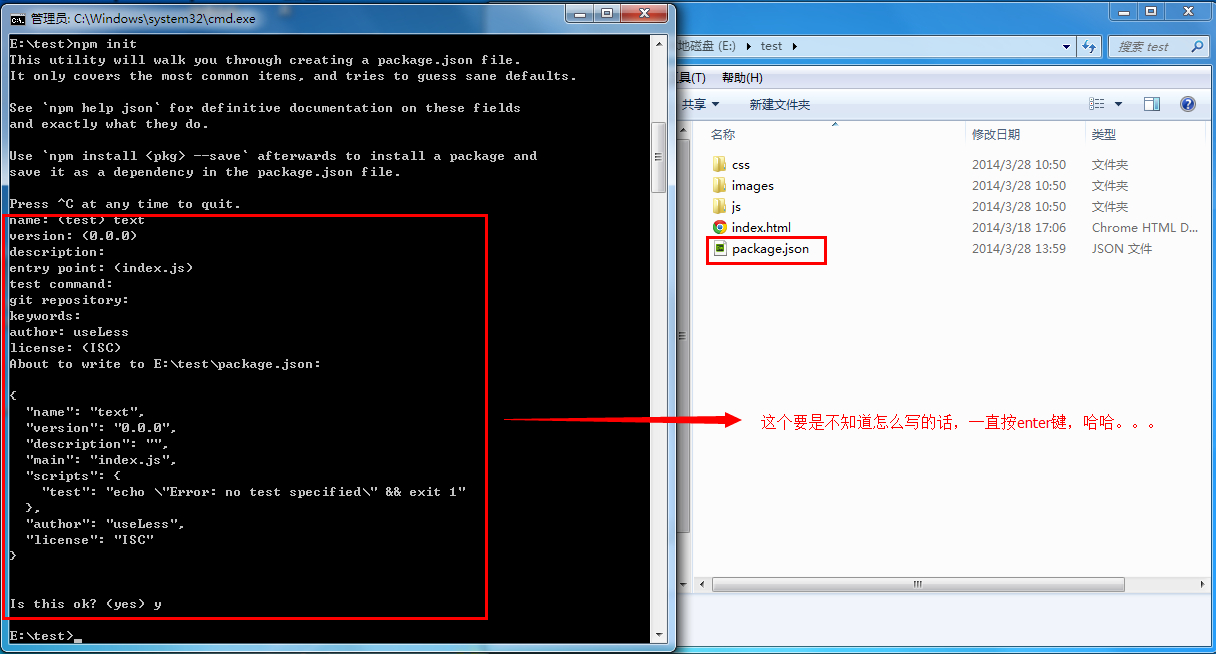 管理员: C:\Windows\system32\cmd.exe
E:\test>npm init
This utility will walk you through creating a package.json file.
It only covers the most common items, and tries to guess sane defaults.
See `npm help json` for definitive documentation on these fields
and exactly what they do.
Use `npm install <pkg> --save` afterwards to install a package and
save it as a dependency in the package.json file.
Press ^C at any time to quit.
name: (test) text
version: (0.0.0)
description:
entry point: (index.js)
test command:
git repository:
keywords:
author: useLess
license: (ISC)
About to write to E:\test\package.json:
{
"name": "text",
"version": "0.0.0",
"description": "",
"main": "index.js",
"scripts": {
"test": "echo \"Error: no test specified\" && exit 1"
},
"author": "useLess",
"license": "ISC"
}
Is this ok? (yes) y
E:\test>_
地磁盘 (E:) test
搜索 test
具(T) 帮助(H)
共享 新建文件夹
名称 修改日期 类型
css 2014/3/28 10:50 文件夹
images 2014/3/28 10:50 文件夹
js 2014/3/28 10:50 文件夹
index.html 2014/3/18 17:06 Chrome HTML D...
package.json 2014/3/28 13:59 JSON 文件
这个要是不知道怎么写的话，一直按enter键，哈哈。。。